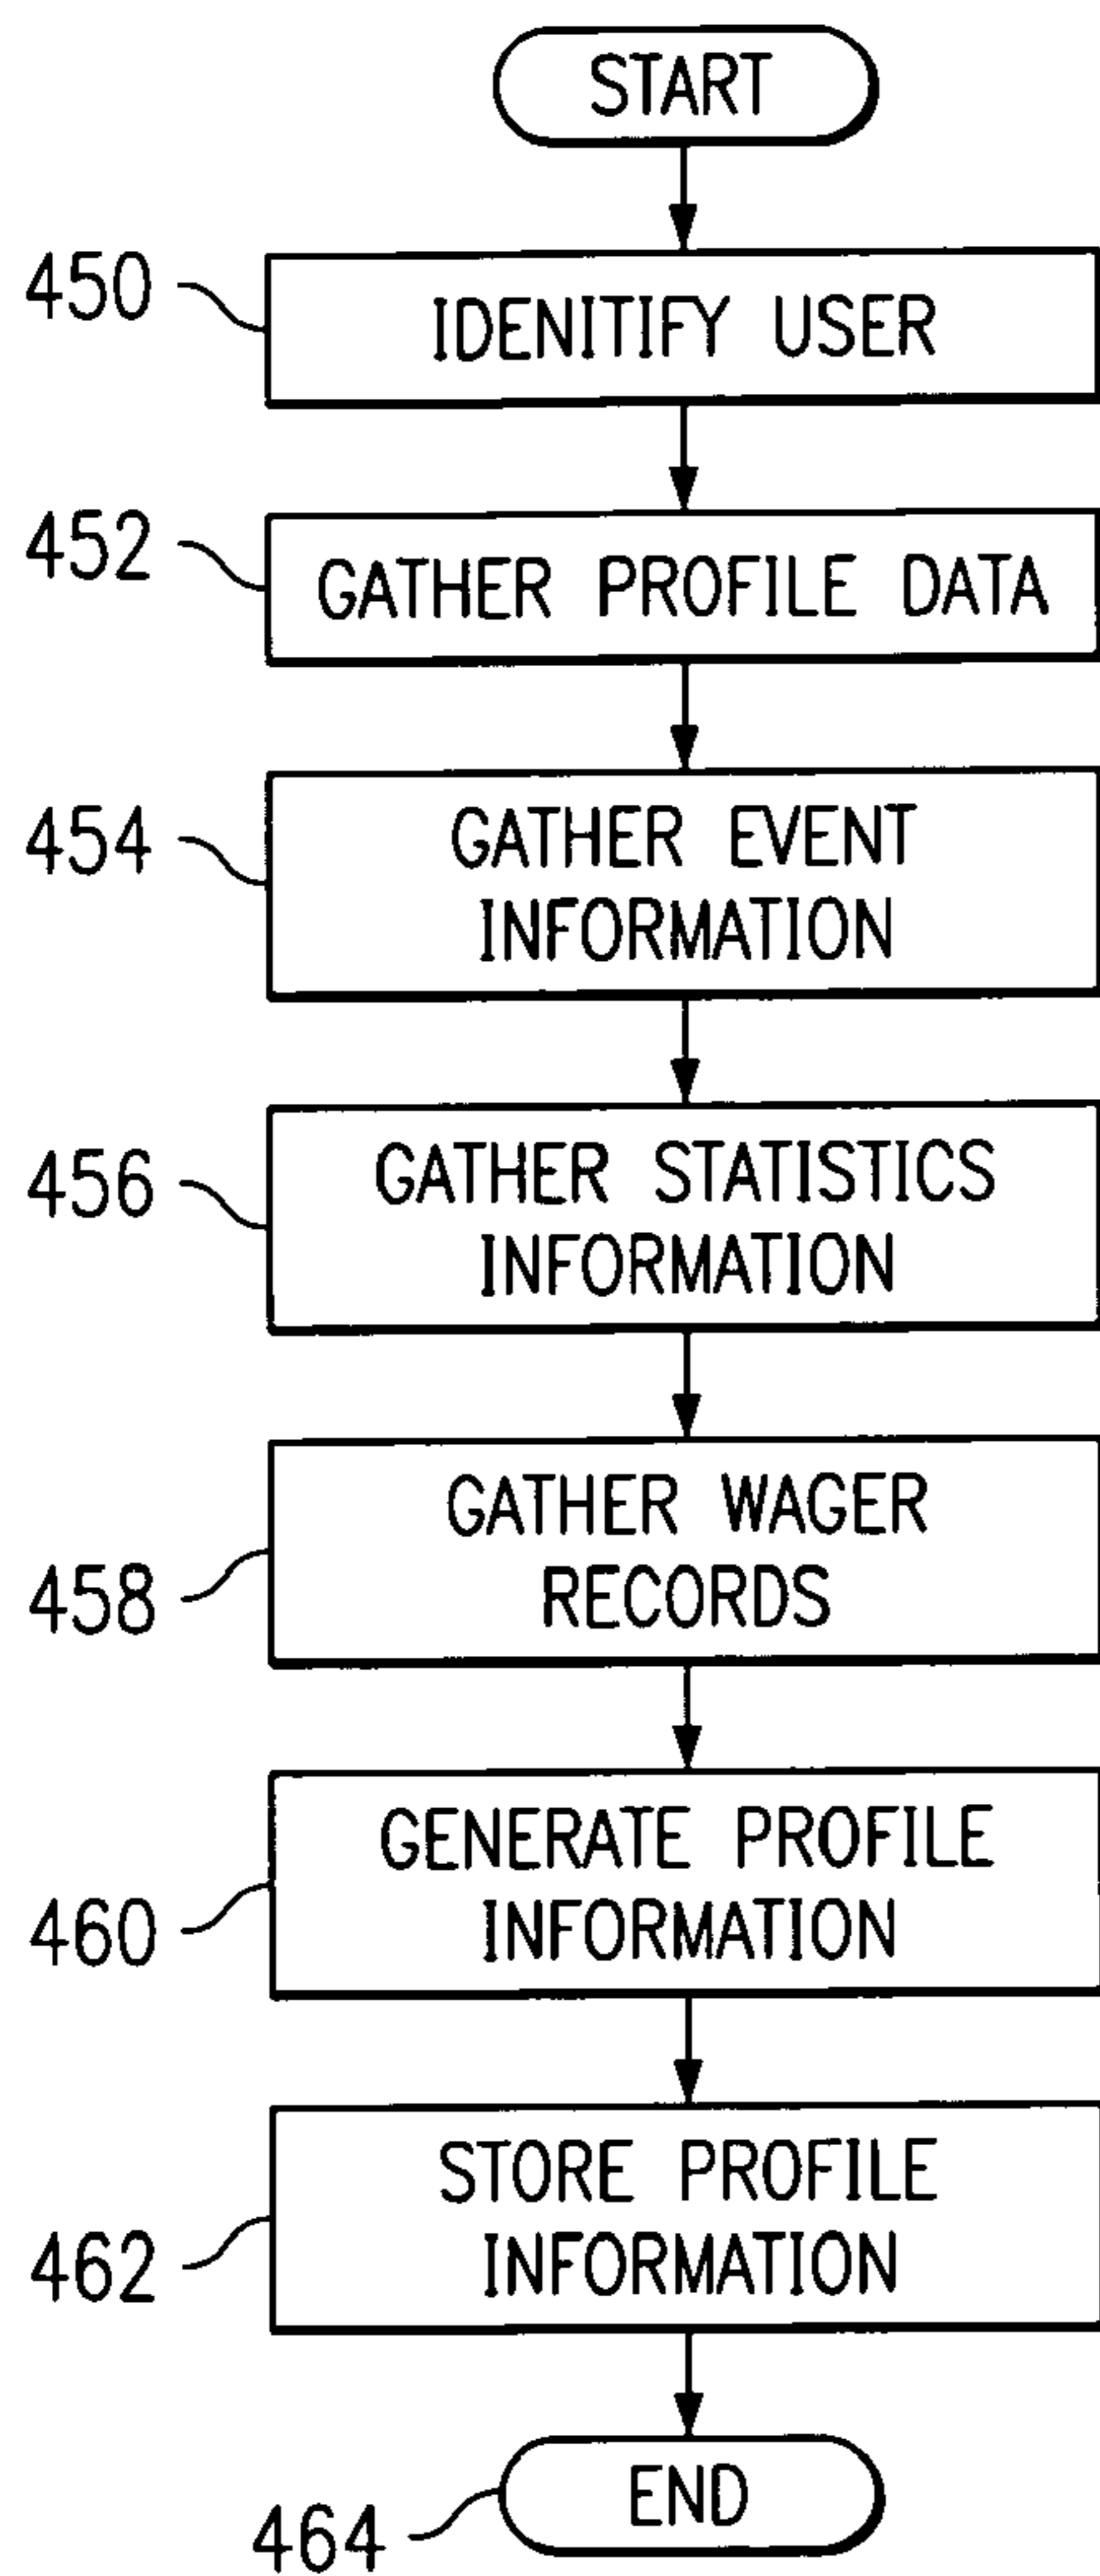 START
450
IDENITIFY USER
452
GATHER PROFILE DATA
454
GATHER EVENT
INFORMATION
456
GATHER STATISTICS
INFORMATION
458
GATHER WAGER
RECORDS
460
GENERATE PROFILE
INFORMATION
462
STORE PROFILE
INFORMATION
464
END